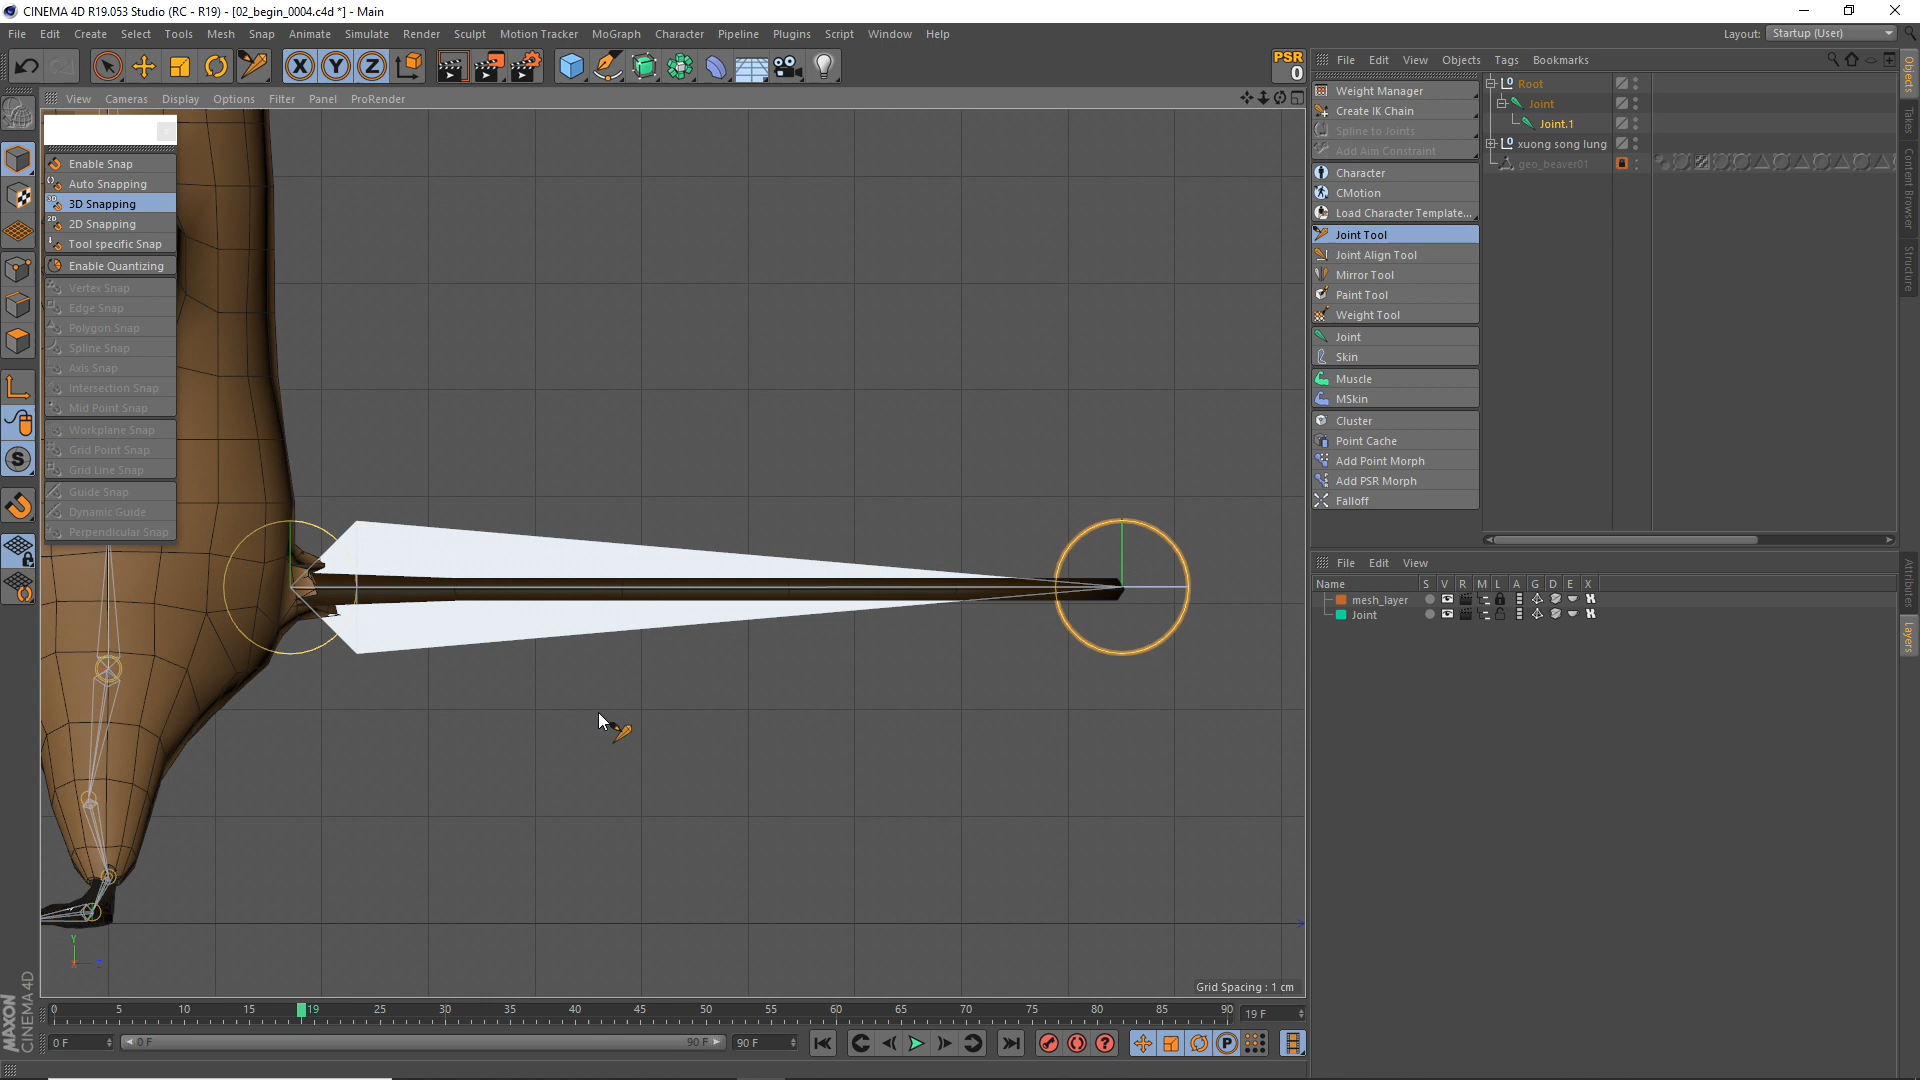 CINEMA 4D R19.053 Studio (RC - R19) - [02_begin_0004.c4d *] - Main
File Edit Create Select Tools Mesh Snap Animate Simulate Render Sculpt Motion Tracker MoGraph Character Pipeline Plugins Script Window Help
Layout: Startup (User)
PSR
0
View Cameras Display Options Filter Panel ProRender
Enable Snap
Auto Snapping
3D Snapping
2D Snapping
Tool specific Snap
Enable Quantizing
Vertex Snap
Edge Snap
Polygon Snap
Spline Snap
Axis Snap
Intersection Snap
Mid Point Snap
Workplane Snap
Grid Point Snap
Grid Line Snap
Guide Snap
Dynamic Guide
Perpendicular Snap
Y
X
Z
Grid Spacing : 1 cm
0 5 10 15 19 25 30 35 40 45 50 55 60 65 70 75 80 85 90
19 F
0 F
0 F
90 F
90 F
MAXON
CINEMA 4D
Weight Manager
Create IK Chain
Spline to Joints
Add Aim Constraint
Character
CMotion
Load Character Template...
Joint Tool
Joint Align Tool
Mirror Tool
Paint Tool
Weight Tool
Joint
Skin
Muscle
MSkin
Cluster
Point Cache
Add Point Morph
Add PSR Morph
Falloff
File Edit View Objects Tags Bookmarks
Root
Joint
Joint.1
xuong song lung
geo_beaver01
File Edit View
Name S V R M L A G D E X
mesh_layer
Joint
Objects
Takes
Content Browser
Structure
Attributes
Layers